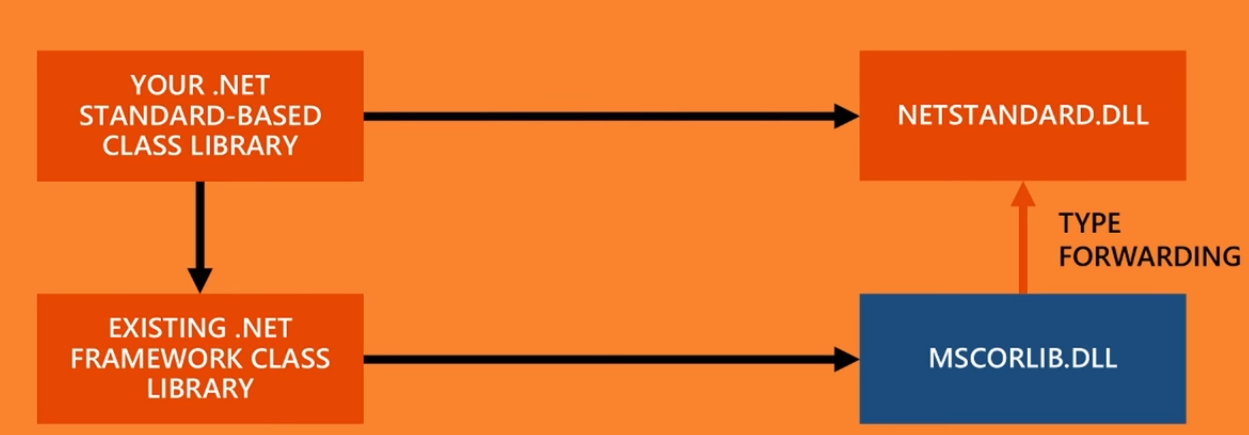 YOUR .NET
STANDARD-BASED
CLASS LIBRARY
NETSTANDARD.DLL
TYPE
FORWARDING
EXISTING .NET
FRAMEWORK CLASS
LIBRARY
MSCORLIB.DLL